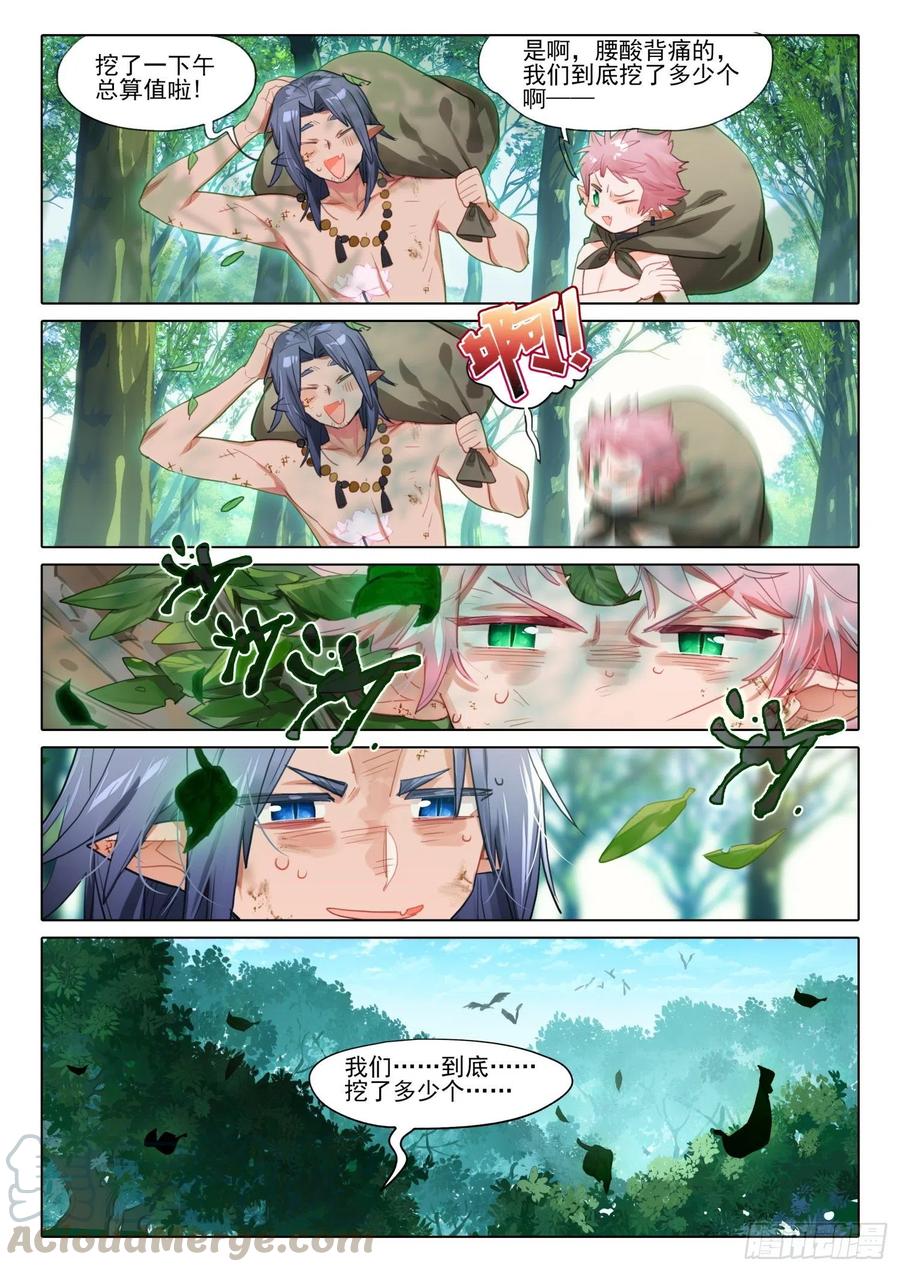 挖了一下午
总算值啦！
是啊，腰酸背痛的，
我们到底挖了多少个
啊——
啊！
沙
沙
沙
沙
我们……到底……
挖了多少个……
AcloudMerge.com
腾讯动漫